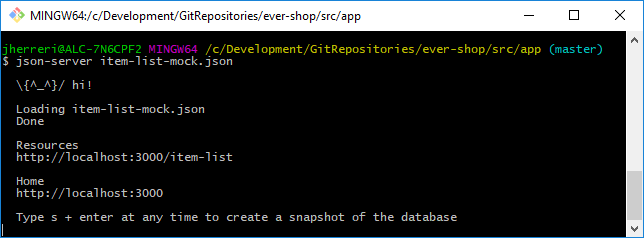 MINGW64:/c/Development/GitRepositories/ever-shop/src/app
jherreri@ALC-7N6CPF2 MINGW64 /c/Development/GitRepositories/ever-shop/src/app (master)
$ json-server item-list-mock.json
\{^_^}/ hi!
Loading item-list-mock.json
Done
Resources
http://localhost:3000/item-list
Home
http://localhost:3000
Type s + enter at any time to create a snapshot of the database